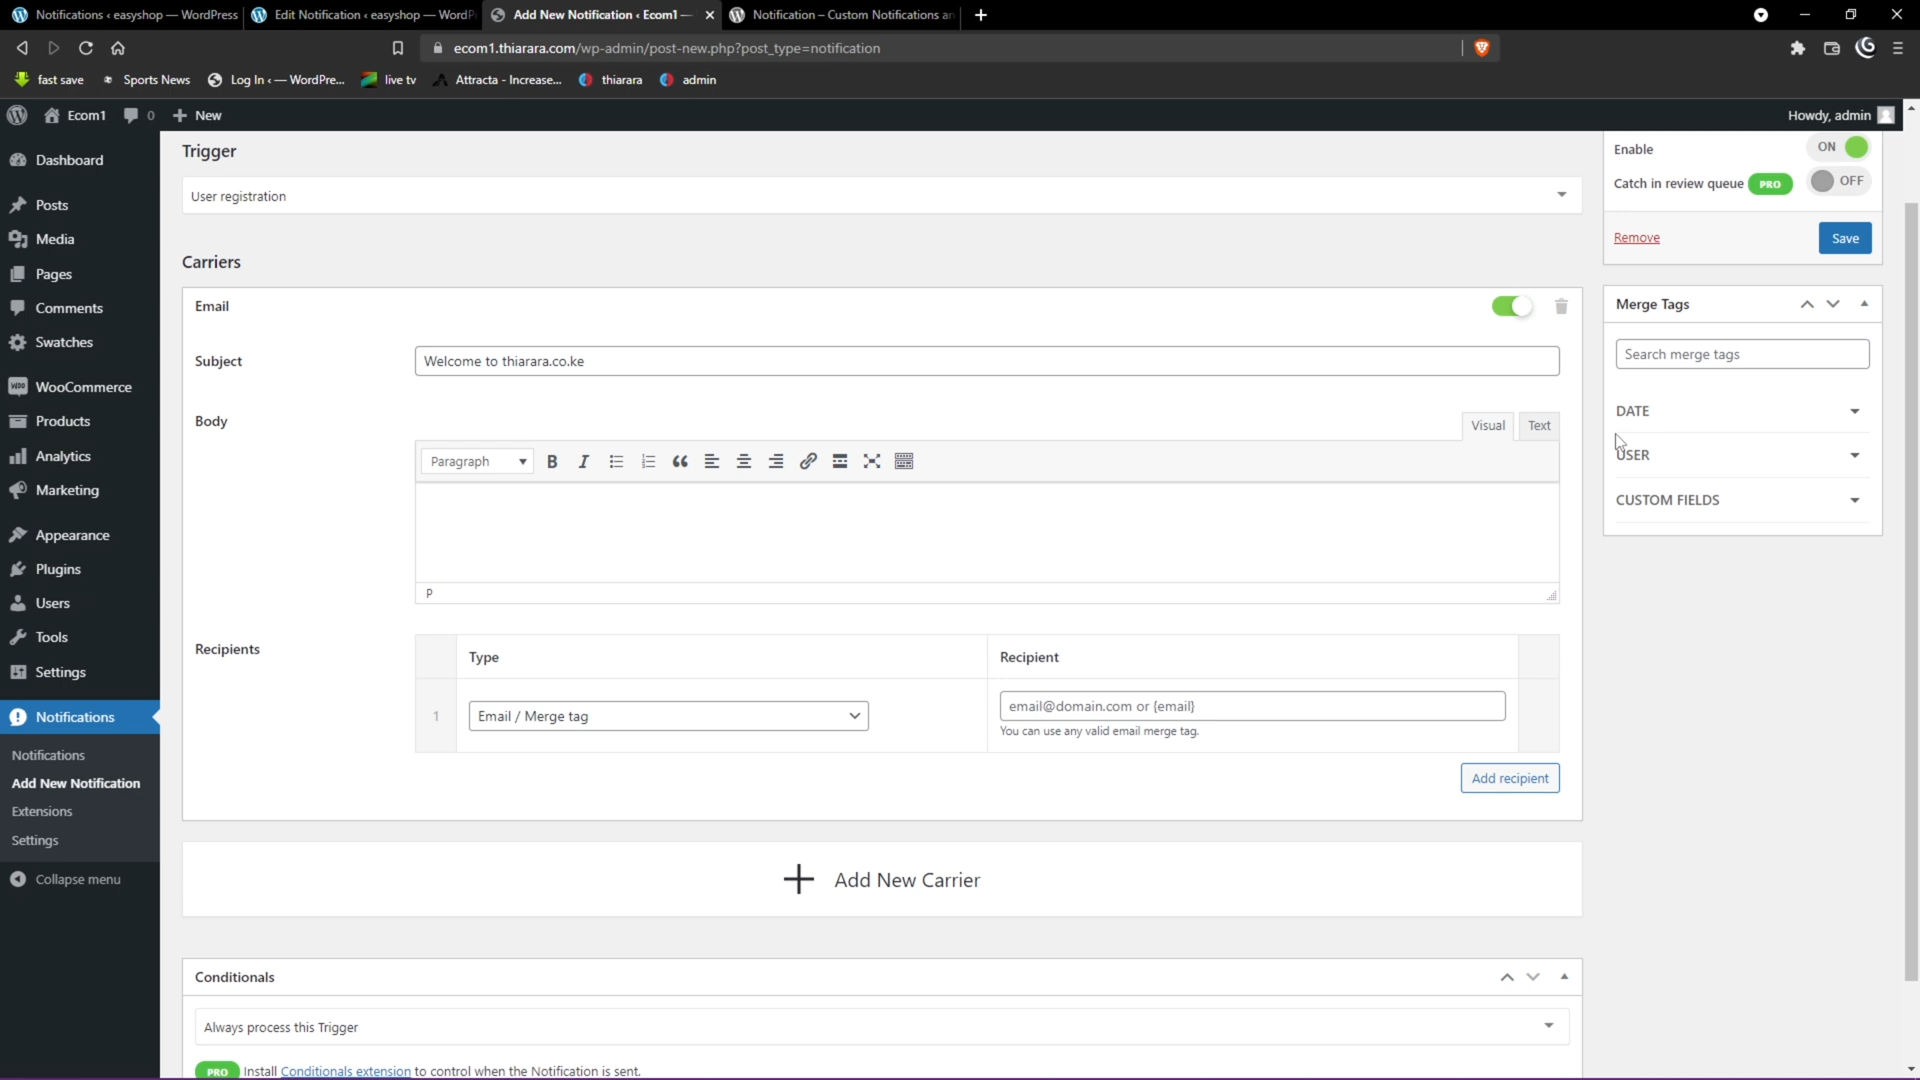 Notifications ‹ easyshop — WordPress
Edit Notification ‹ easyshop — WordP
Add New Notification ‹ Ecom1 —
Notification – Custom Notifications an
ecom1.thiarara.com/wp-admin/post-new.php?post_type=notification
fast save
Sports News
Log In ‹ — WordPre...
live tv
Attracta - Increase...
thiarara
admin
Ecom1
0
New
Howdy, admin
Dashboard
Posts
Media
Pages
Comments
Swatches
WooCommerce
Products
Analytics
Marketing
Appearance
Plugins
Users
Tools
Settings
Notifications
Notifications
Add New Notification
Extensions
Settings
Collapse menu
Trigger
User registration
Carriers
Email
Subject
Welcome to thiarara.co.ke
Body
Visual
Text
Paragraph
P
Recipients
Type
Recipient
1
Email / Merge tag
email@domain.com or {email}
You can use any valid email merge tag.
Add recipient
Add New Carrier
Conditionals
Always process this Trigger
PRO Install Conditionals extension to control when the Notification is sent.
Enable
ON
Catch in review queue PRO
OFF
Remove
Save
Merge Tags
Search merge tags
DATE
USER
CUSTOM FIELDS